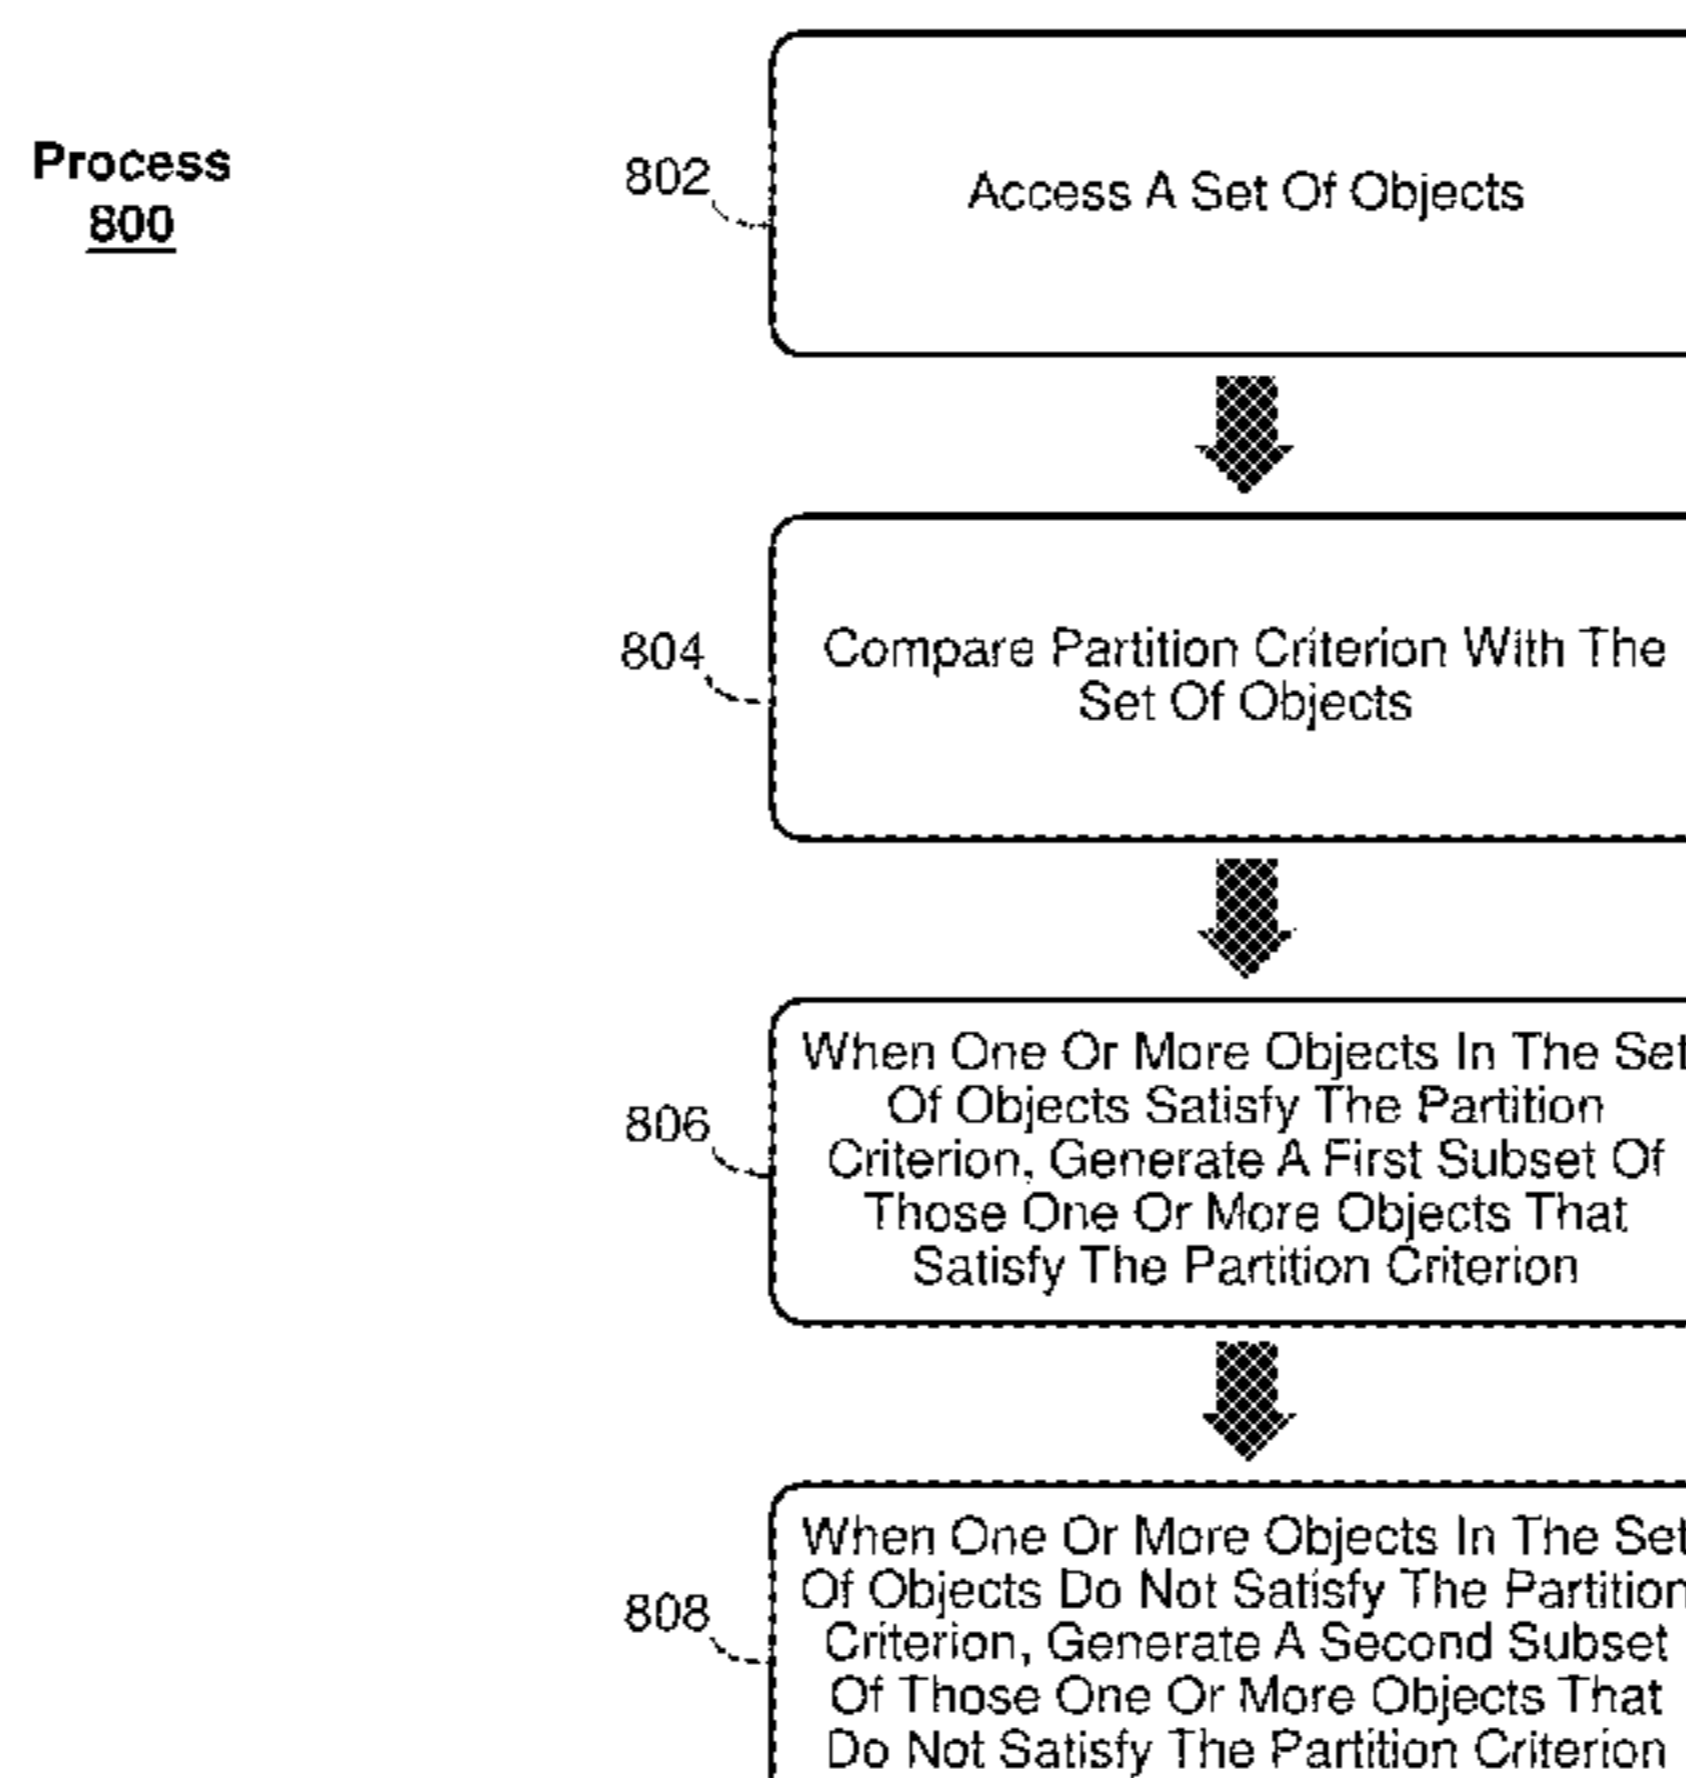 Process
800
802
Access A Set Of Objects
804
Compare Partition Criterion With The
Set Of Objects
806
When One Or More Objects In The Set
Of Objects Satisfy The Partition
Criterion, Generate A First Subset Of
Those One Or More Objects That
Satisfy The Partition Criterion
808
When One Or More Objects In The Set
Of Objects Do Not Satisfy The Partition
Criterion, Generate A Second Subset
Of Those One Or More Objects That
Do Not Satisfy The Partition Criterion